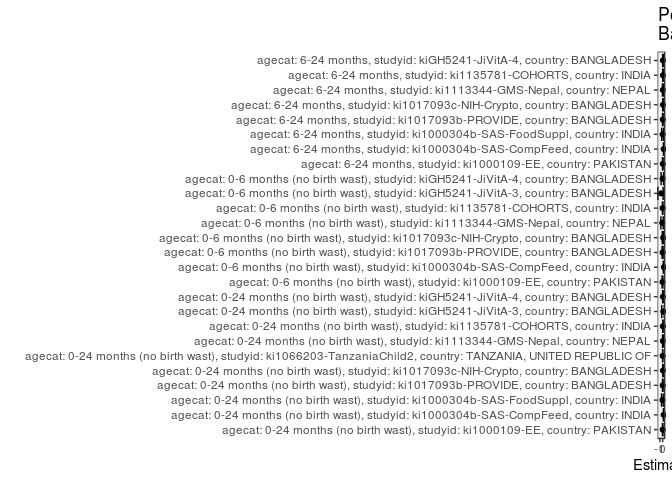 Po
Ba
agecat: 6-24 months, studyid: kiGH5241-JiVitA-4, country: BANGLADESH
agecat: 6-24 months, studyid: ki1135781-COHORTS, country: INDIA
agecat: 6-24 months, studyid: ki1113344-GMS-Nepal, country: NEPAL
agecat: 6-24 months, studyid: ki1017093c-NIH-Crypto, country: BANGLADESH
agecat: 6-24 months, studyid: ki1017093b-PROVIDE, country: BANGLADESH
agecat: 6-24 months, studyid: ki1000304b-SAS-FoodSuppl, country: INDIA
agecat: 6-24 months, studyid: ki1000304b-SAS-CompFeed, country: INDIA
agecat: 6-24 months, studyid: ki1000109-EE, country: PAKISTAN
agecat: 0-6 months (no birth wast), studyid: kiGH5241-JiVitA-4, country: BANGLADESH
agecat: 0-6 months (no birth wast), studyid: kiGH5241-JiVitA-3, country: BANGLADESH
agecat: 0-6 months (no birth wast), studyid: ki1135781-COHORTS, country: INDIA
agecat: 0-6 months (no birth wast), studyid: ki1113344-GMS-Nepal, country: NEPAL
agecat: 0-6 months (no birth wast), studyid: ki1017093c-NIH-Crypto, country: BANGLADESH
agecat: 0-6 months (no birth wast), studyid: ki1017093b-PROVIDE, country: BANGLADESH
agecat: 0-6 months (no birth wast), studyid: ki1000304b-SAS-CompFeed, country: INDIA
agecat: 0-6 months (no birth wast), studyid: ki1000109-EE, country: PAKISTAN
agecat: 0-24 months (no birth wast), studyid: kiGH5241-JiVitA-4, country: BANGLADESH
agecat: 0-24 months (no birth wast), studyid: kiGH5241-JiVitA-3, country: BANGLADESH
agecat: 0-24 months (no birth wast), studyid: ki1135781-COHORTS, country: INDIA
agecat: 0-24 months (no birth wast), studyid: ki1113344-GMS-Nepal, country: NEPAL
agecat: 0-24 months (no birth wast), studyid: ki1066203-TanzaniaChild2, country: TANZANIA, UNITED REPUBLIC OF
agecat: 0-24 months (no birth wast), studyid: ki1017093c-NIH-Crypto, country: BANGLADESH
agecat: 0-24 months (no birth wast), studyid: ki1017093b-PROVIDE, country: BANGLADESH
agecat: 0-24 months (no birth wast), studyid: ki1000304b-SAS-FoodSuppl, country: INDIA
agecat: 0-24 months (no birth wast), studyid: ki1000304b-SAS-CompFeed, country: INDIA
agecat: 0-24 months (no birth wast), studyid: ki1000109-EE, country: PAKISTAN
Estima